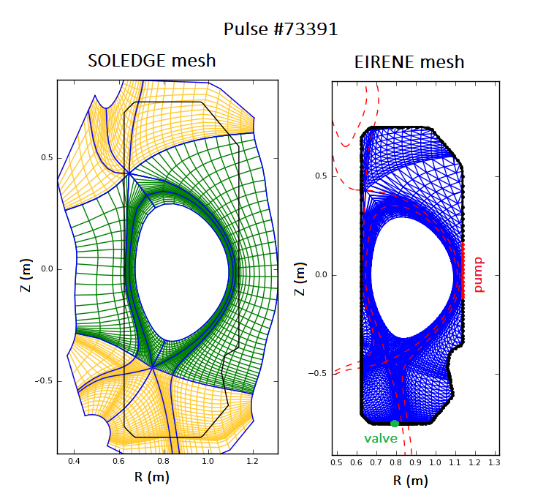 Pulse #73391
SOLEDGE mesh
EIRENE mesh
0.5
0.0
-0.5
Z (m)
0.4 0.6 0.8 1.0 1.2
R (m)
0.5
0.0
-0.5
Z (m)
pump
valve
0.5 0.6 0.7 0.8 0.9 1.0 1.1 1.2 1.3
R (m)